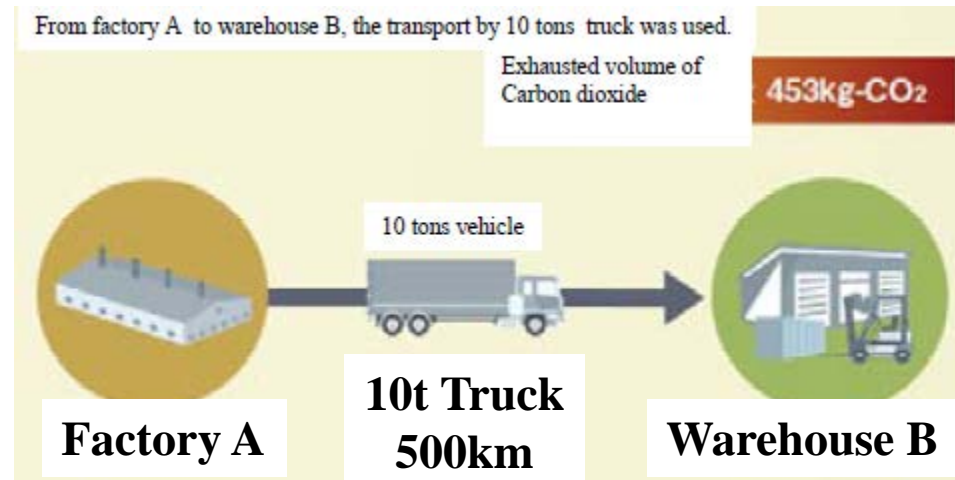 From factory A to warehouse B, the transport by 10 tons truck was used.
Exhausted volume of
Carbon dioxide
: 453kg-CO₂
10 tons vehicle
10t Truck
500km
Factory A
Warehouse B